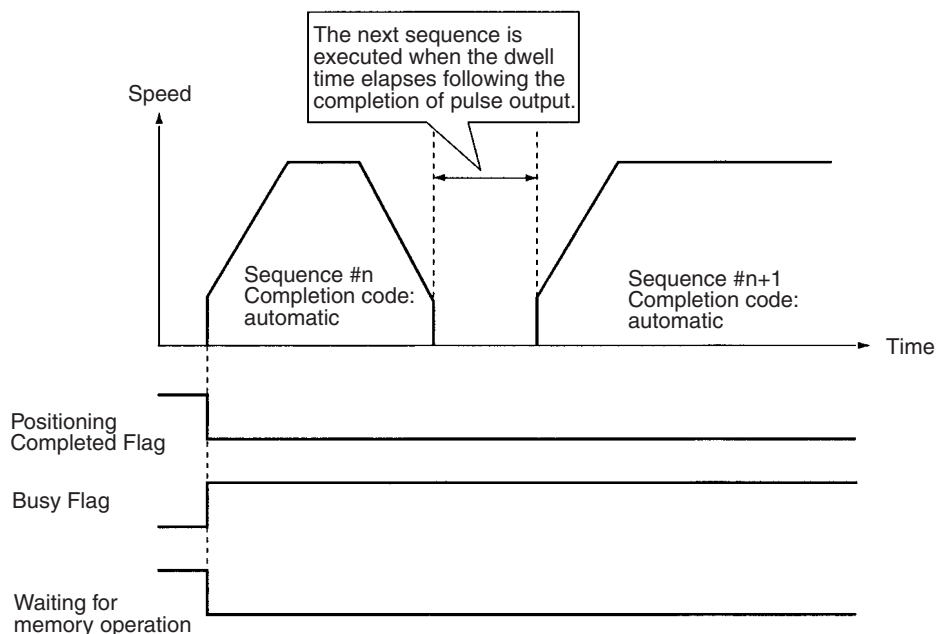 The next sequence is
executed when the dwell
time elapses following the
completion of pulse output.
Speed
Sequence #n
Completion code:
automatic
Sequence #n+1
Completion code:
automatic
Time
Positioning
Completed Flag
Busy Flag
Waiting for
memory operation